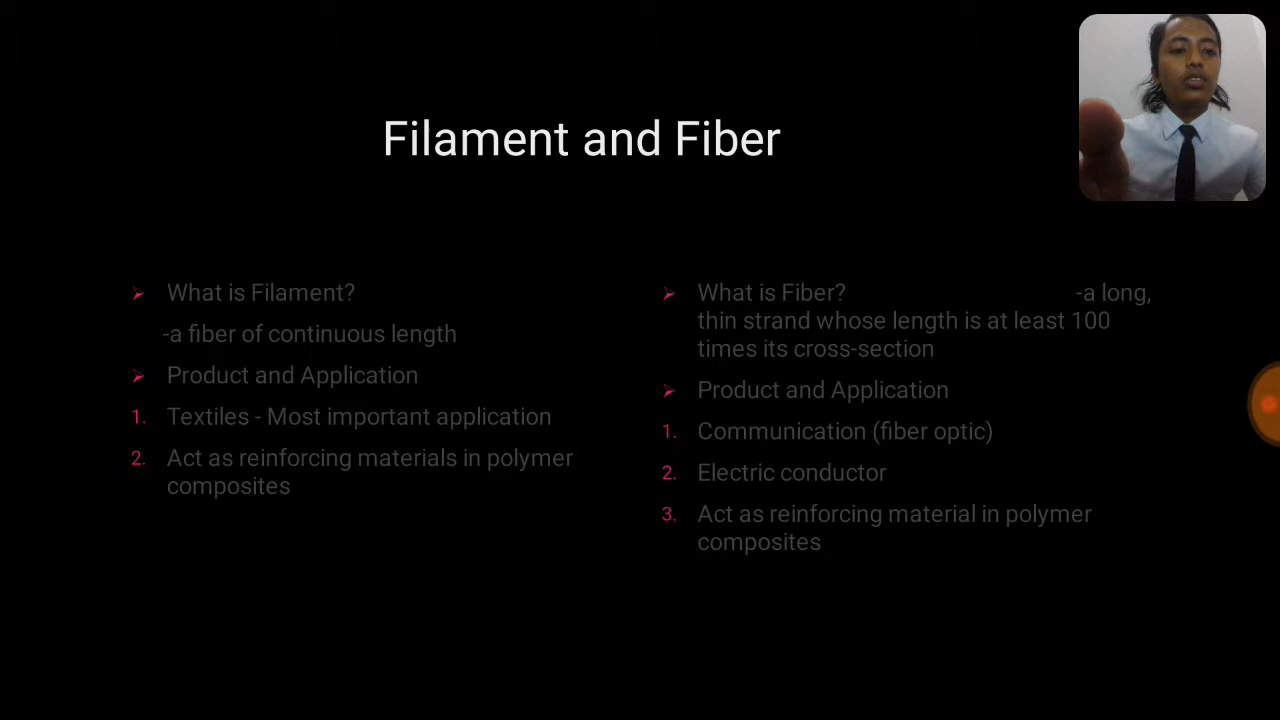 Filament and Fiber
What is Filament?
-a fiber of continuous length
Product and Application
1. Textiles - Most important application
2. Act as reinforcing materials in polymer
composites
What is Fiber? -a long,
thin strand whose length is at least 100
times its cross-section
Product and Application
1. Communication (fiber optic)
2. Electric conductor
3. Act as reinforcing material in polymer
composites